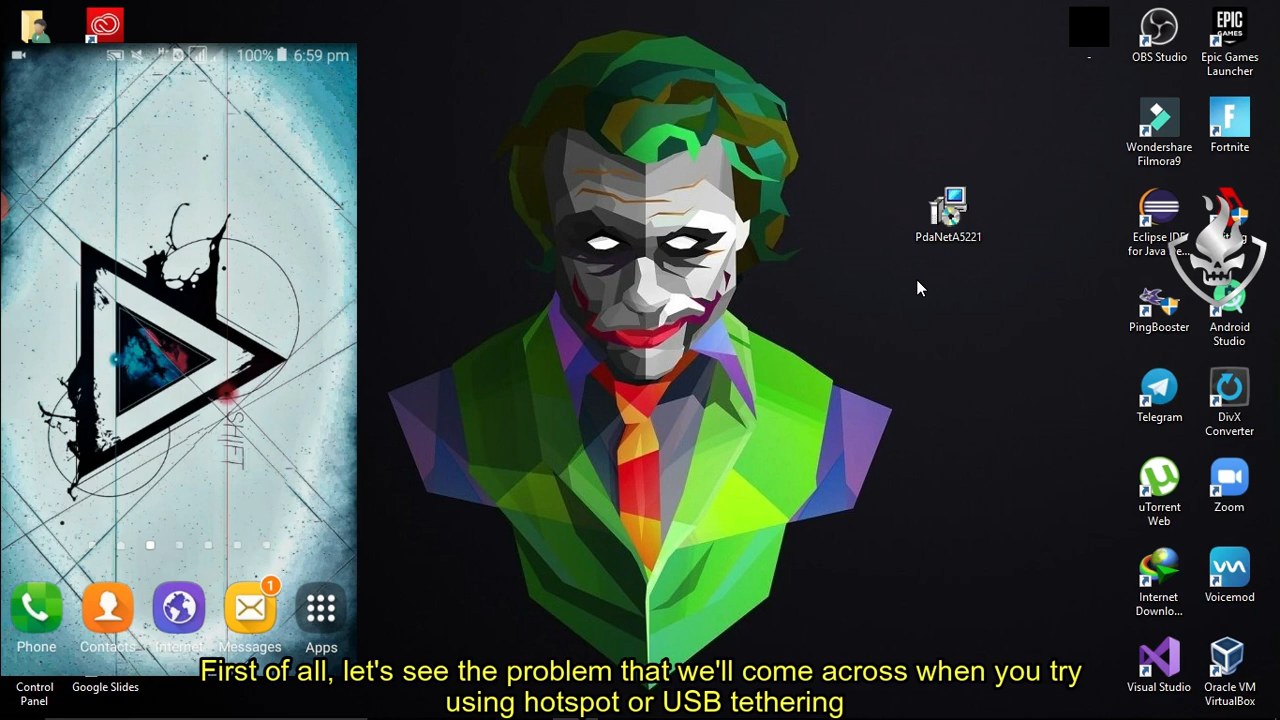 100% 6:59 pm
SHIFT
1
Phone
Contacts
Internet
Messages
Apps
Control
Panel
Google Slides
-
PdaNetA5221
OBS Studio
EPIC
GAMES
Epic Games
Launcher
Wondershare
Filmora9
F
Fortnite
Eclipse IDE
for Java
PingBooster
Android
Studio
Telegram
DivX
Converter
uTorrent
Web
Zoom
Internet
Downlo...
Voicemod
Visual Studio
Oracle VM
VirtualBox
First of all, let's see the problem that we'll come across when you try
using hotspot or USB tethering